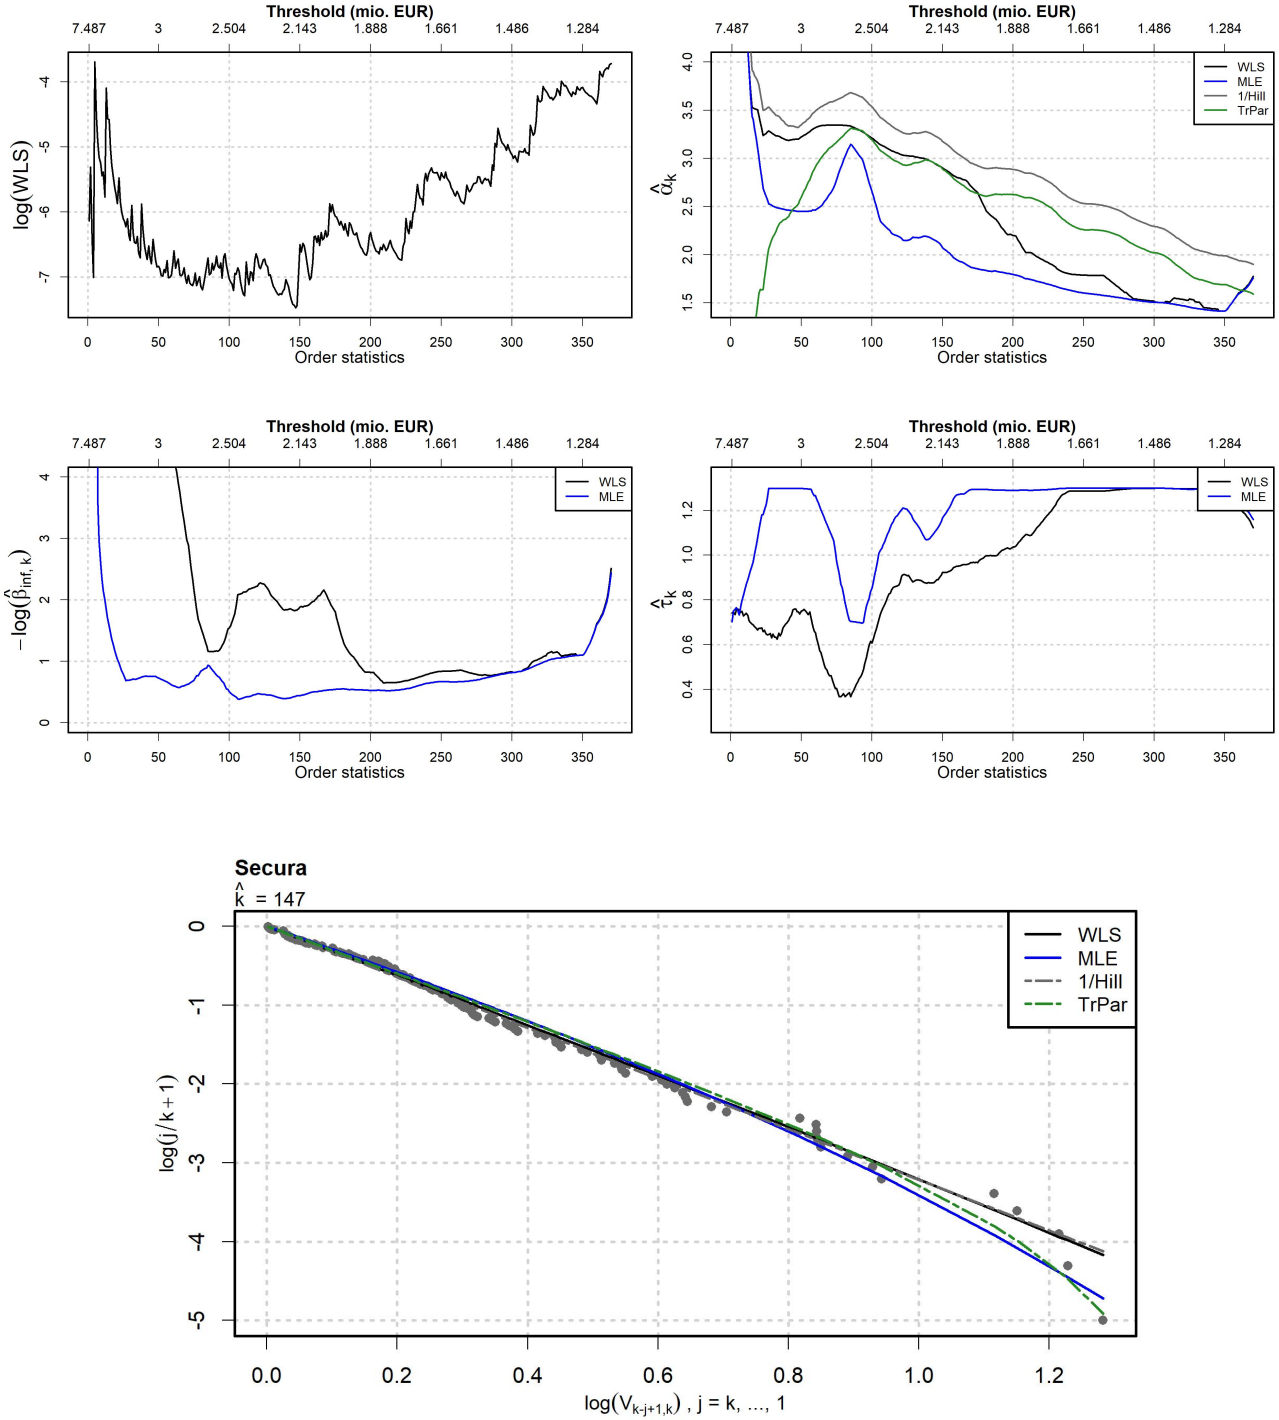 Threshold (mio. EUR)
7.487 3 2.504 2.143 1.888 1.661 1.486 1.284
log(WLS)
-4
-5
-6
-7
0 50 100 150 200 250 300 350
Order statistics
Threshold (mio. EUR)
7.487 3 2.504 2.143 1.888 1.661 1.486 1.284
α̂k
4.0
3.5
3.0
2.5
2.0
1.5
WLS
MLE
1/Hill
TrPar
0 50 100 150 200 250 300 350
Order statistics
Threshold (mio. EUR)
7.487 3 2.504 2.143 1.888 1.661 1.486 1.284
−log(β̂inf, k)
4
3
2
1
0
WLS
MLE
0 50 100 150 200 250 300 350
Order statistics
Threshold (mio. EUR)
7.487 3 2.504 2.143 1.888 1.661 1.486 1.284
τ̂k
1.2
1.0
0.8
0.6
0.4
WLS
MLE
0 50 100 150 200 250 300 350
Order statistics
Secura
k̂ = 147
log(j/k+1)
0
-1
-2
-3
-4
-5
WLS
MLE
1/Hill
TrPar
0.0 0.2 0.4 0.6 0.8 1.0 1.2
log(Vk-j+1,k) , j = k, ..., 1